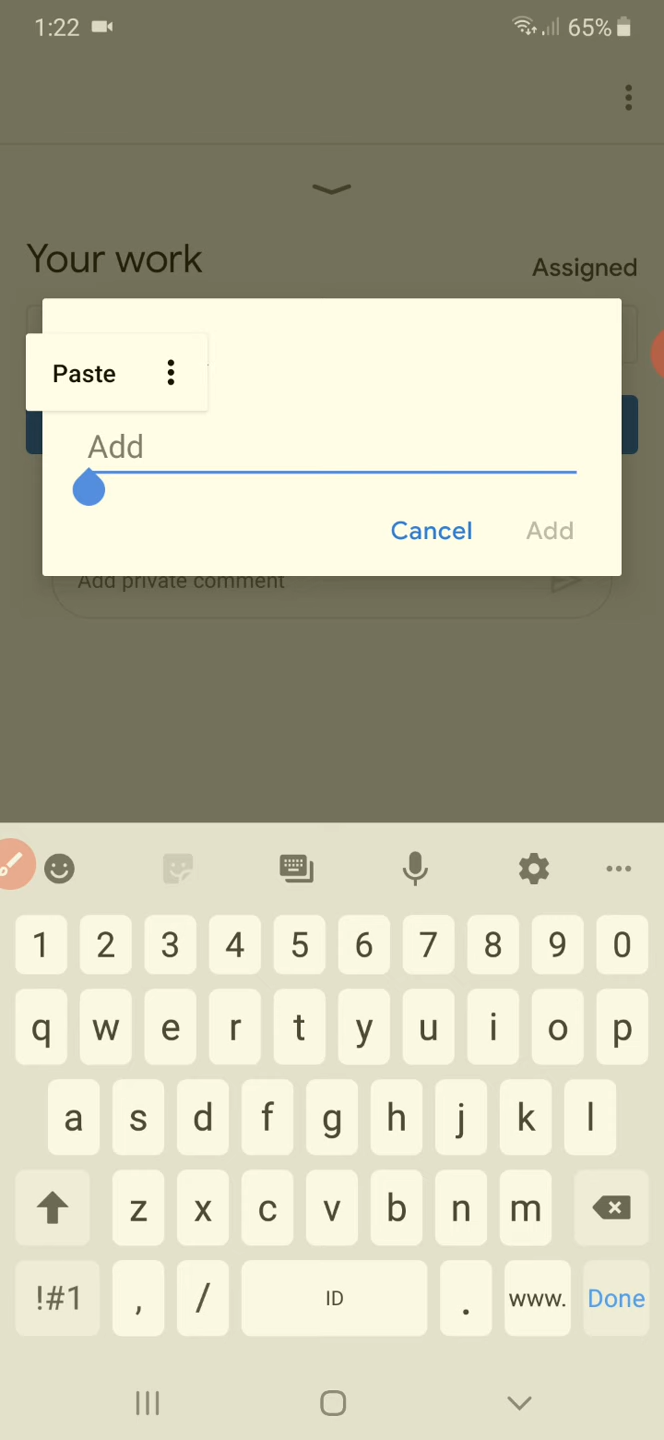 1:22 65%
Your work
Assigned
Paste
Add
Cancel Add
Add private comment
1 2 3 4 5 6 7 8 9 0
q w e r t y u i o p
a s d f g h j k l
z x c v b n m
!#1 , / ID . www. Done